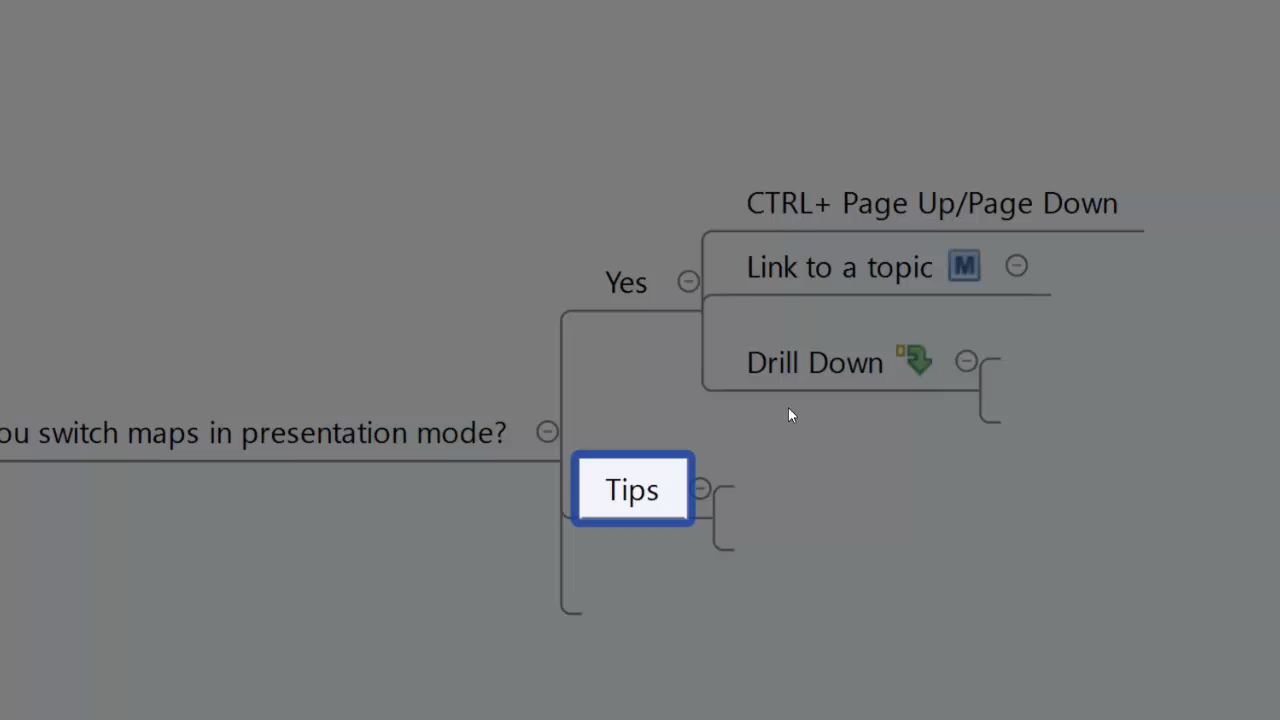 CTRL+ Page Up/Page Down
Link to a topic M
Yes
Drill Down
ou switch maps in presentation mode?
Tips